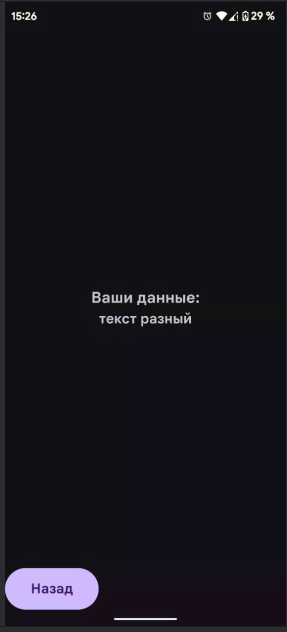 15:26
29 %
Ваши данные:
текст разный
Назад